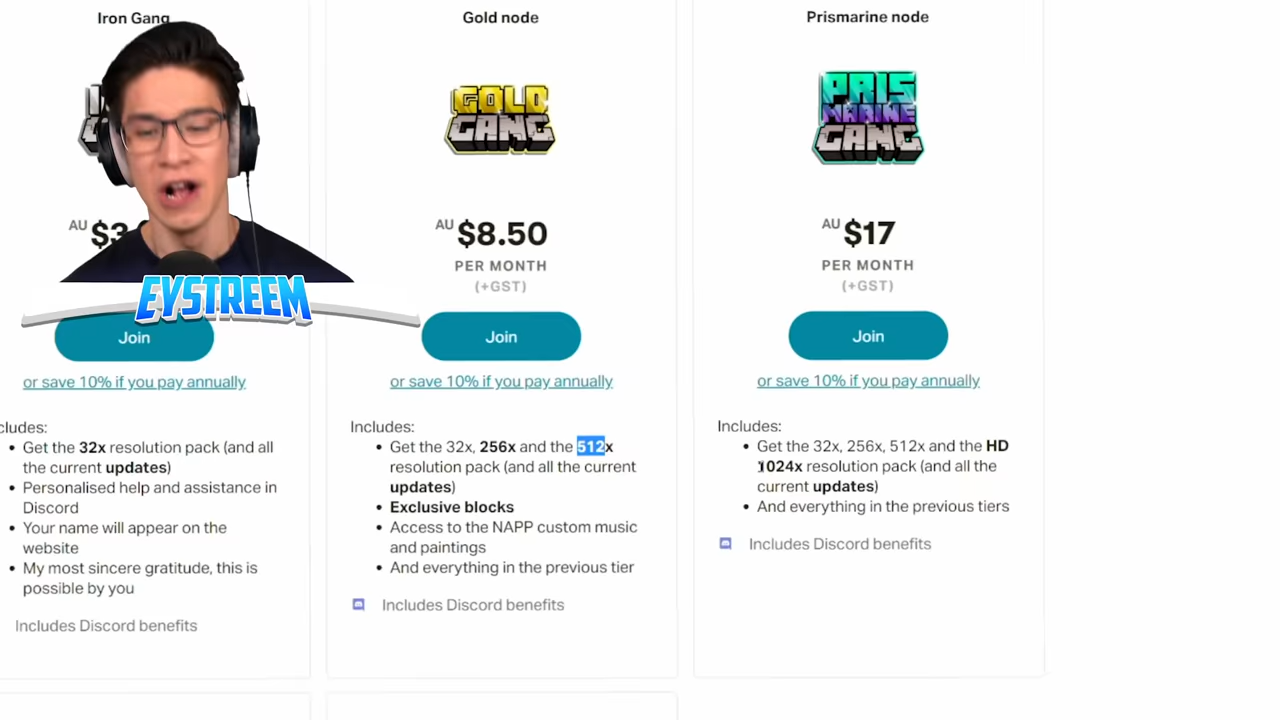 Iron Gang
AU $3
EYSTREEM
Join
or save 10% if you pay annually
cludes:
• Get the 32x resolution pack (and all
the current updates)
• Personalised help and assistance in
Discord
• Your name will appear on the
website
• My most sincere gratitude, this is
possible by you
Includes Discord benefits
Gold node
GOLD
GANG
AU $8.50
PER MONTH
(+GST)
Join
or save 10% if you pay annually
Includes:
• Get the 32x, 256x and the 512x
resolution pack (and all the current
updates)
• Exclusive blocks
• Access to the NAPP custom music
and paintings
• And everything in the previous tier
Includes Discord benefits
Prismarine node
PRIS
MARINE
GANG
AU $17
PER MONTH
(+GST)
Join
or save 10% if you pay annually
Includes:
• Get the 32x, 256x, 512x and the HD
1024x resolution pack (and all the
current updates)
• And everything in the previous tiers
Includes Discord benefits